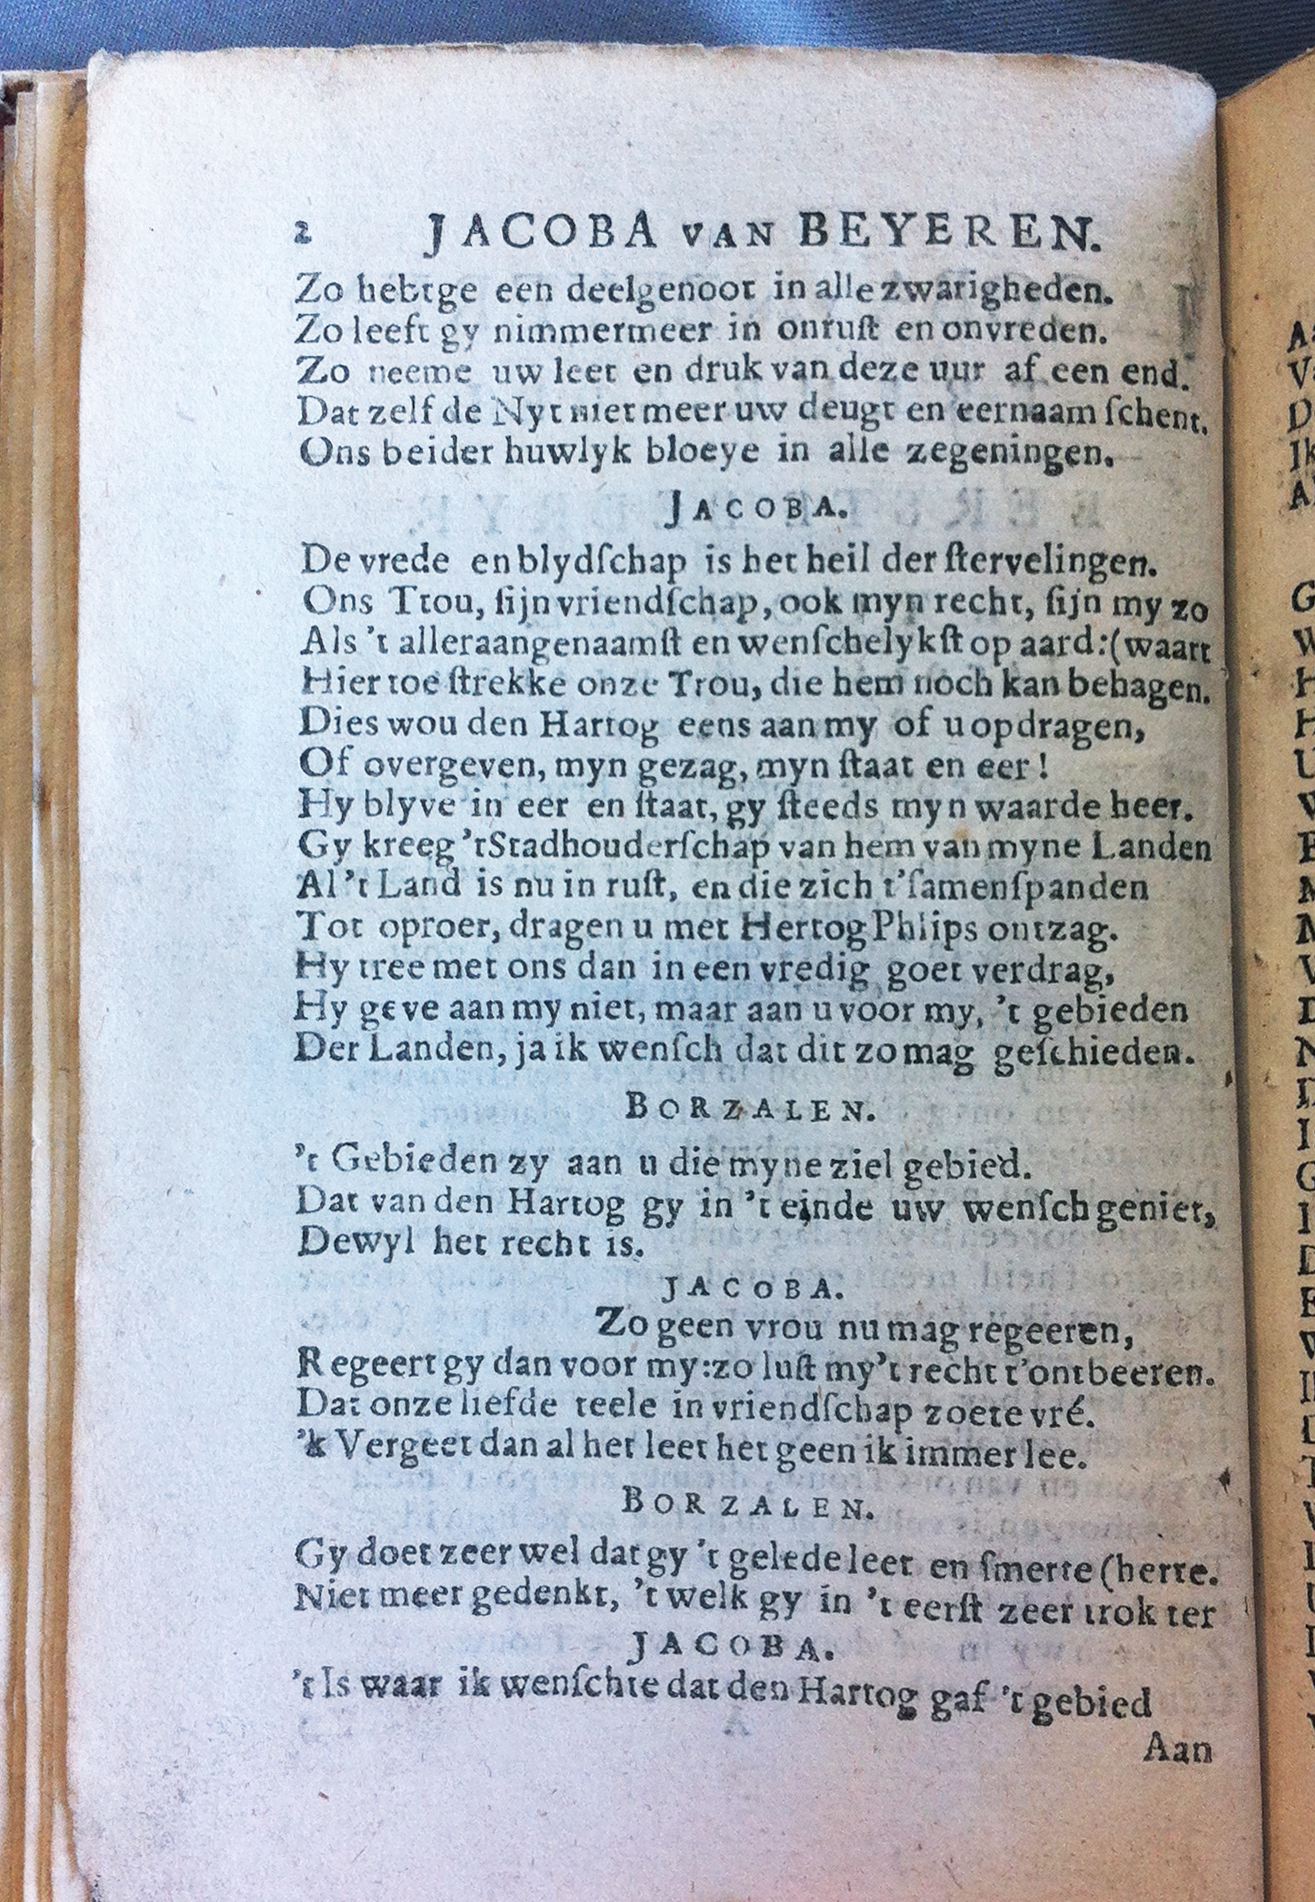 2 JACOBA VAN BEYEREN.
Zo hebtge een deelgenoot in alle zwarigheden.
Zo leeft gy nimmermeer in onrust en onvreden.
Zo neeme uw leet en druk van deze uur af een end.
Dat zelf de Nyt niet meer uw deugt en eernaam schent.
Ons beider huwlyk bloeye in alle zegeningen.
JACOBA.
De vrede en blydſchap is het heil der ſtervelingen.
Ons Trou, ſijn vriendſchap, ook myn recht, ſijn my zo
Als 't alleraangenaamſt en wenſchelykſt op aard: (waart
Hier toe ſtrekke onze Trou, die hem noch kan behagen.
Dies wou den Hartog eens aan my of u opdragen,
Of overgeven, myn gezag, myn ſtaat en eer!
Hy blyve in eer en ſtaat, gy ſteeds myn waarde heer.
Gy kreeg 't Stadhouderſchap van hem van myne Landen
Al 't Land is nu in ruſt, en die zich t'ſamenſpanden
Tot oproer, dragen u met Hertog Phlips ontzag.
Hy tree met ons dan in een vredig goet verdrag,
Hy geve aan my niet, maar aan u voor my, 't gebieden
Der Landen, ja ik wenſch dat dit zo mag geſchieden.
BORZALEN.
't Gebieden zy aan u die myne ziel gebied.
Dat van den Hartog gy in 't einde uw wenſch geniet,
Dewyl het recht is.
JACOBA.
Zo geen vrou nu mag regeeren,
Regeert gy dan voor my: zo luſt my 't recht t'ontbeeren.
Dat onze liefde teele in vriendſchap zoete vré.
'k Vergeet dan al het leet het geen ik immer lee.
BORZALEN.
Gy doet zeer wel dat gy 't geledeleet en ſmerte (herte.
Niet meer gedenkt, 't welk gy in 't eerſt zeer trok ter
JACOBA.
't Is waar ik wenſchte dat den Hartog gaf 't gebied
Aan